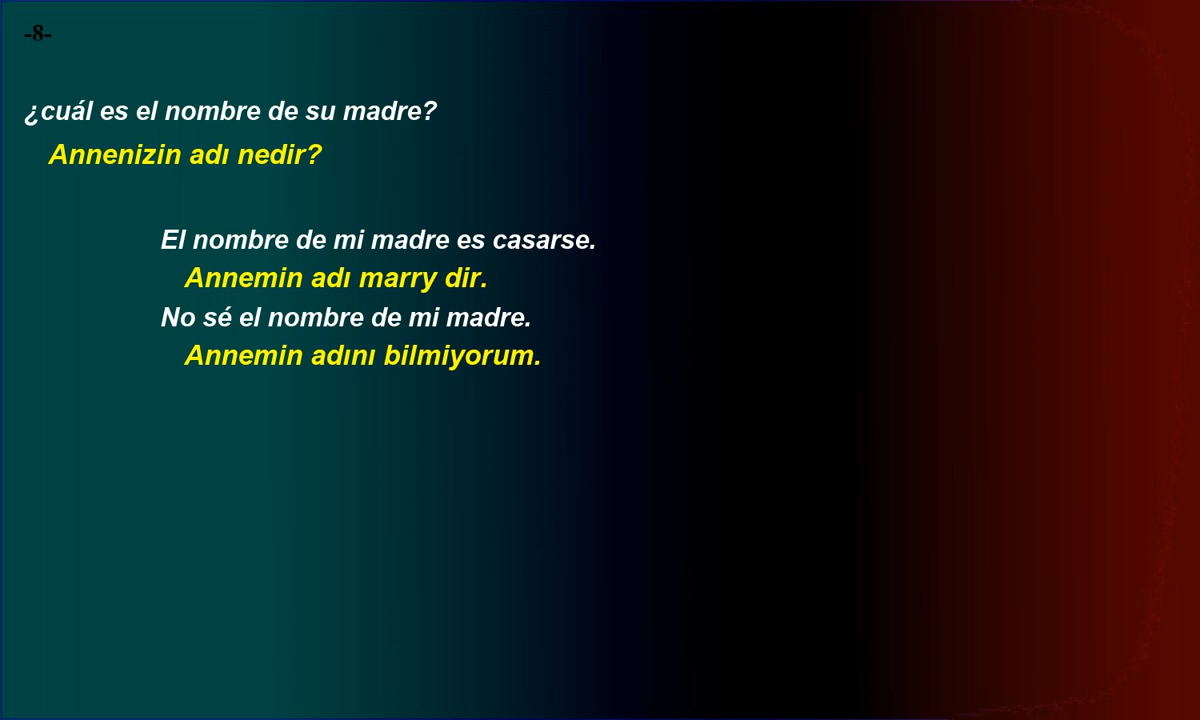 -8-
¿cuál es el nombre de su madre?
Annenizin adı nedir?
El nombre de mi madre es casarse.
Annemin adı marry dir.
No sé el nombre de mi madre.
Annemin adını bilmiyorum.